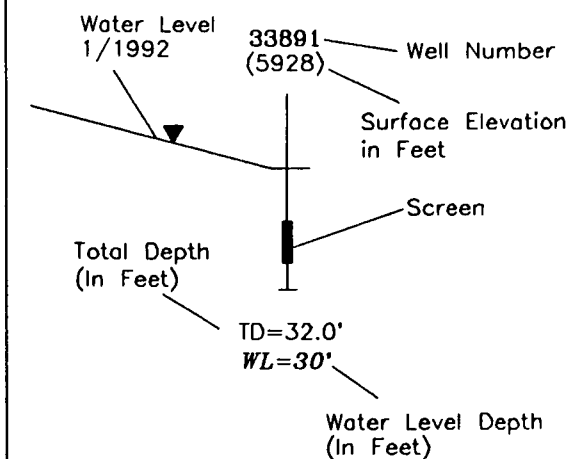 Water Level
1/1992
33891
(5928)
Well Number
Surface Elevation
in Feet
Screen
Total Depth
(In Feet)
TD=32.0'
WL=30'
Water Level Depth
(In Feet)